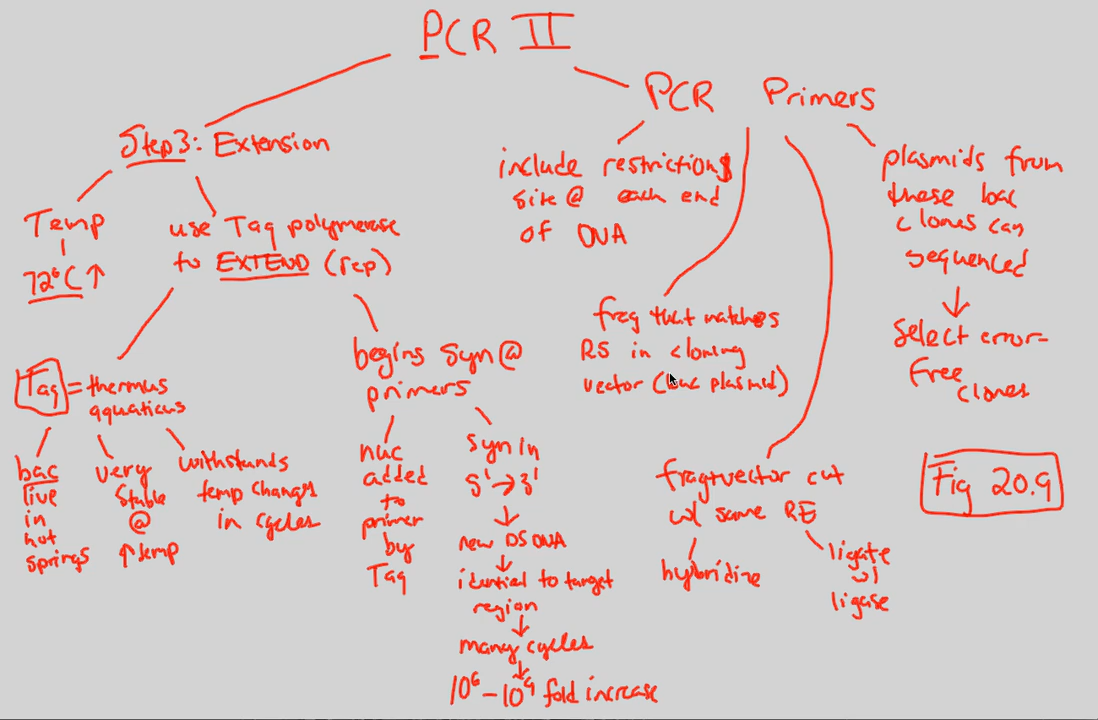 PCR II
Step 3: Extension
Temp
72°C ↑
use Taq polymerase
to EXTEND (rep)
Taq = thermus
aquaticus
bac
live
in
hot
springs
very
stable
@
↑ temp
withstands
temp changes
in cycles
begins syn @
primers
nuc
added
to
primer
by
Taq
syn in
5' → 3'
↓
new DS DNA
↓
idential to target
region
↓
many cycles
↓
10⁶ – 10⁹ fold increase
PCR Primers
include restrictions
site @ each end
of DNA
frag that matches
RS in cloning
vector (bac plasmid)
frag+vector cut
w/ same RE
hybridize
ligate
w/
ligase
plasmids from
these bac
clones can
sequenced
↓
select error-
free
clones
Fig 20.9